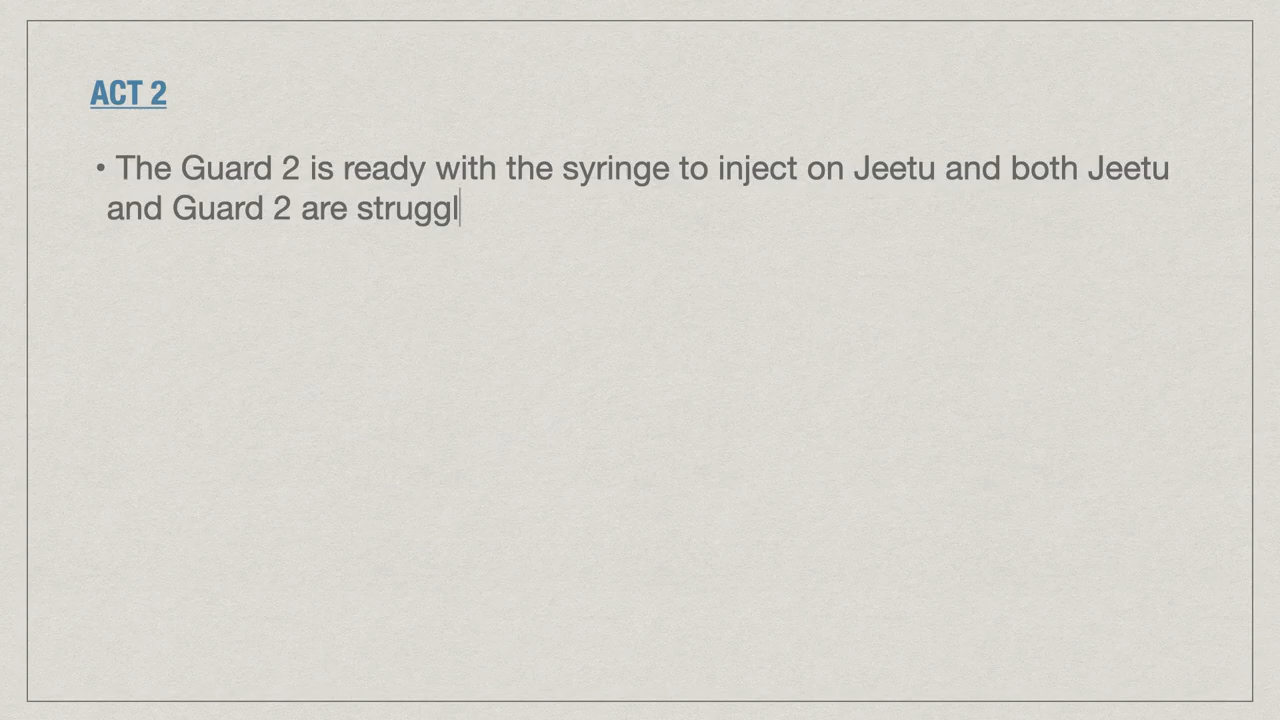 ACT 2
• The Guard 2 is ready with the syringe to inject on Jeetu and both Jeetu
and Guard 2 are struggl